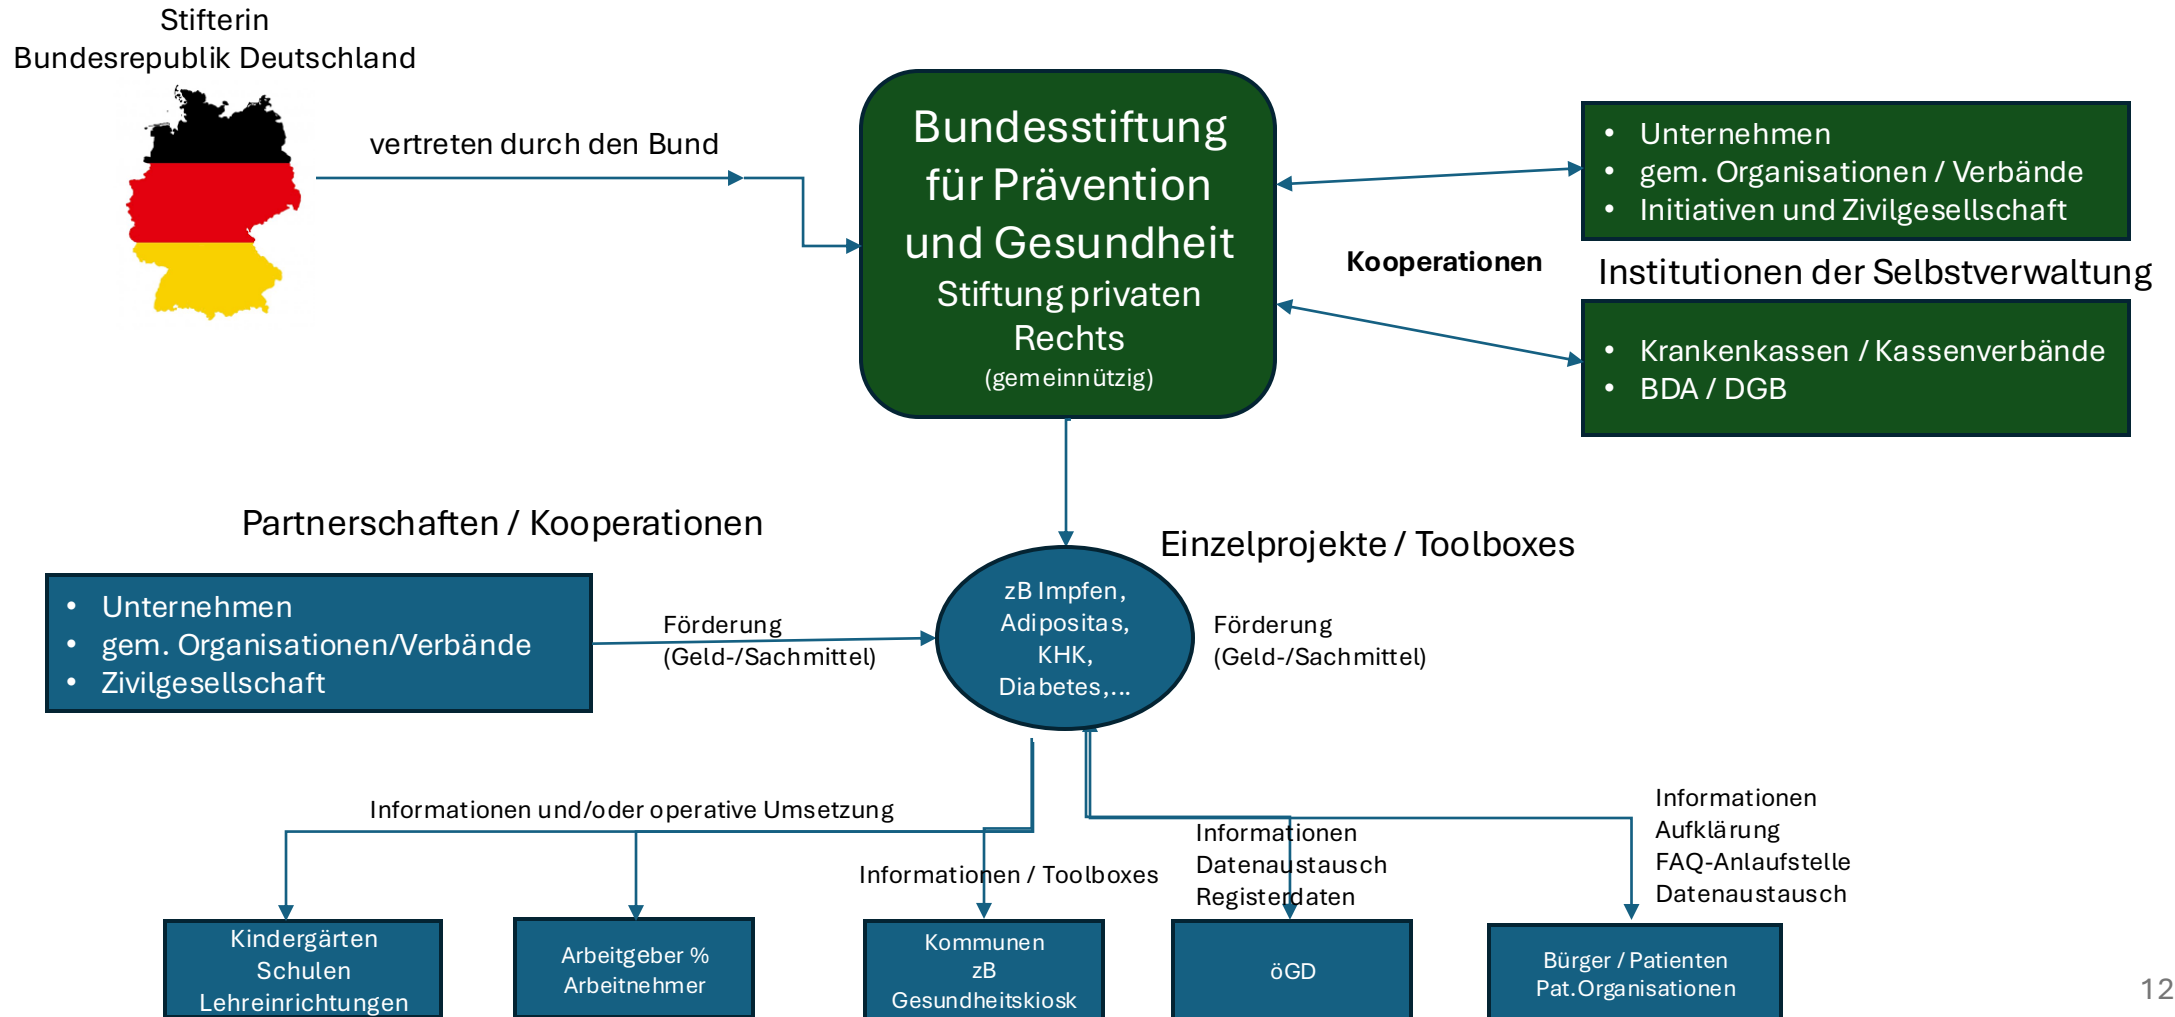 Stifterin
Bundesrepublik Deutschland
vertreten durch den Bund
Bundesstiftung
für Prävention
und Gesundheit
Stiftung privaten
Rechts
(gemeinnützig)
Kooperationen
• Unternehmen
• gem. Organisationen / Verbände
• Initiativen und Zivilgesellschaft
Institutionen der Selbstverwaltung
• Krankenkassen / Kassenverbände
• BDA / DGB
Partnerschaften / Kooperationen
• Unternehmen
• gem. Organisationen/Verbände
• Zivilgesellschaft
Förderung
(Geld-/Sachmittel)
Einzelprojekte / Toolboxes
zB Impfen,
Adipositas,
KHK,
Diabetes,...
Förderung
(Geld-/Sachmittel)
Informationen und/oder operative Umsetzung
Informationen / Toolboxes
Informationen
Datenaustausch
Registerdaten
Informationen
Aufklärung
FAQ-Anlaufstelle
Datenaustausch
Kindergärten
Schulen
Lehreinrichtungen
Arbeitgeber %
Arbeitnehmer
Kommunen
zB
Gesundheitskiosk
öGD
Bürger / Patienten
Pat.Organisationen
12